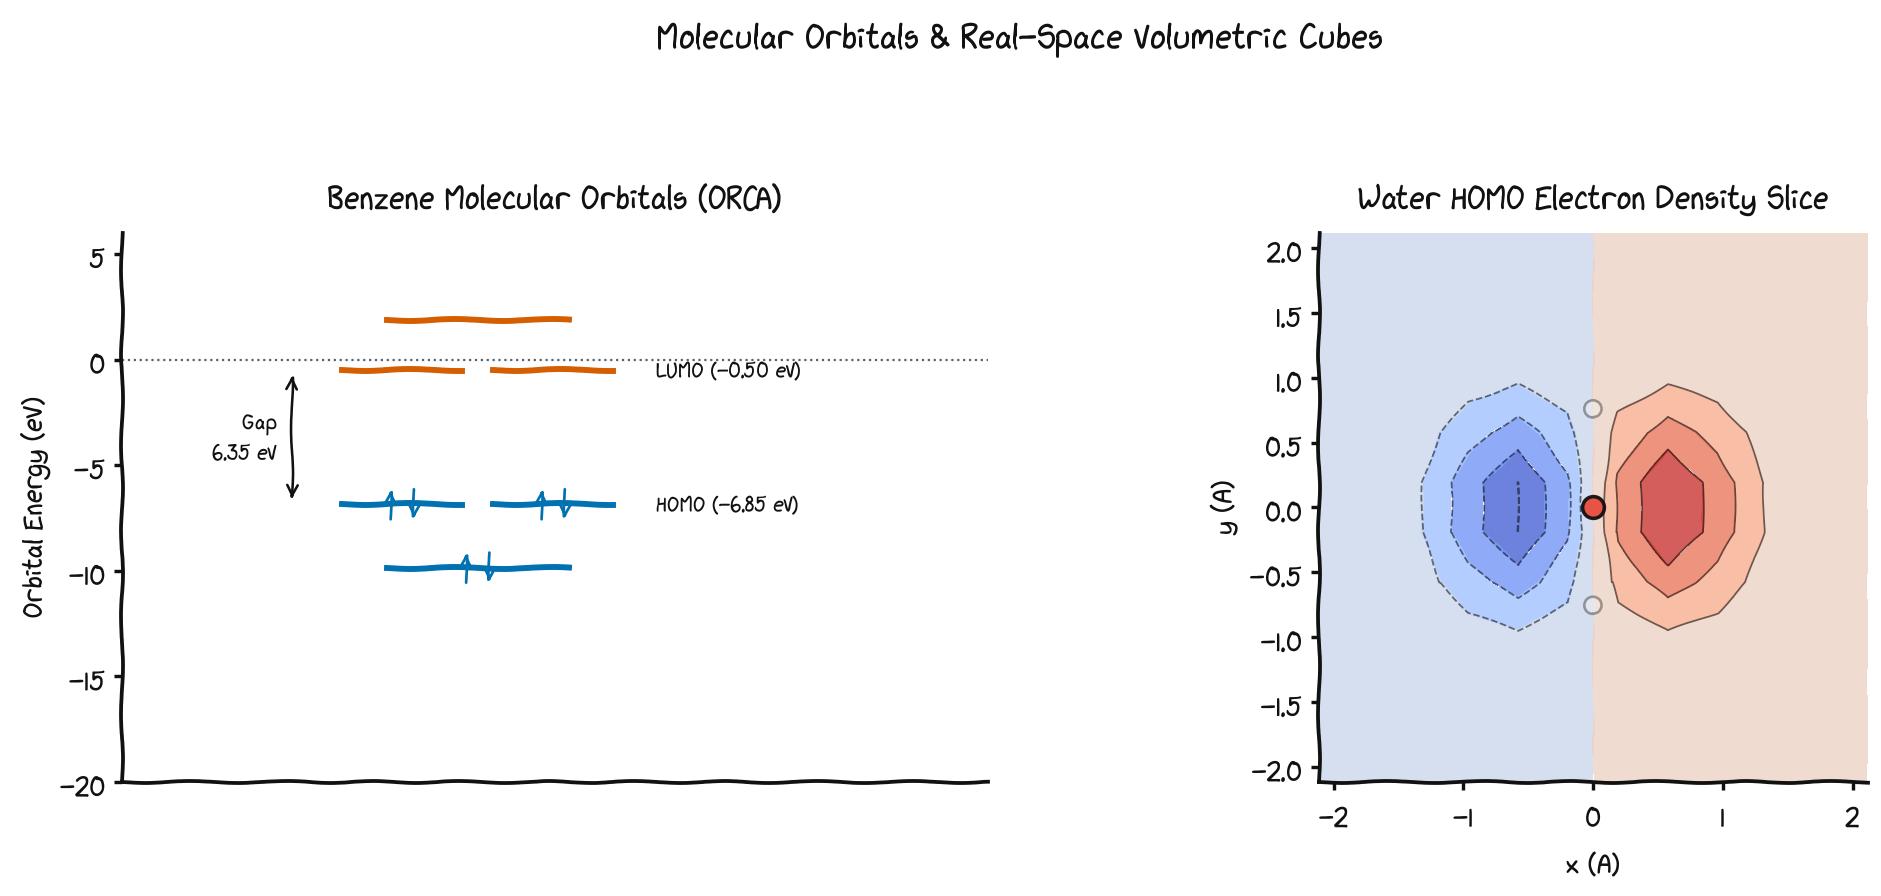 Molecular Orbitals & Real-Space Volumetric Cubes
Benzene Molecular Orbitals (ORCA)
Orbital Energy (eV)
5
0
−5
−10
−15
−20
Gap
6.35 eV
LUMO (−0.50 eV)
HOMO (−6.85 eV)
Water HOMO Electron Density Slice
y (A)
2.0
1.5
1.0
0.5
0.0
−0.5
−1.0
−1.5
−2.0
−2 −1 0 1 2
x (A)